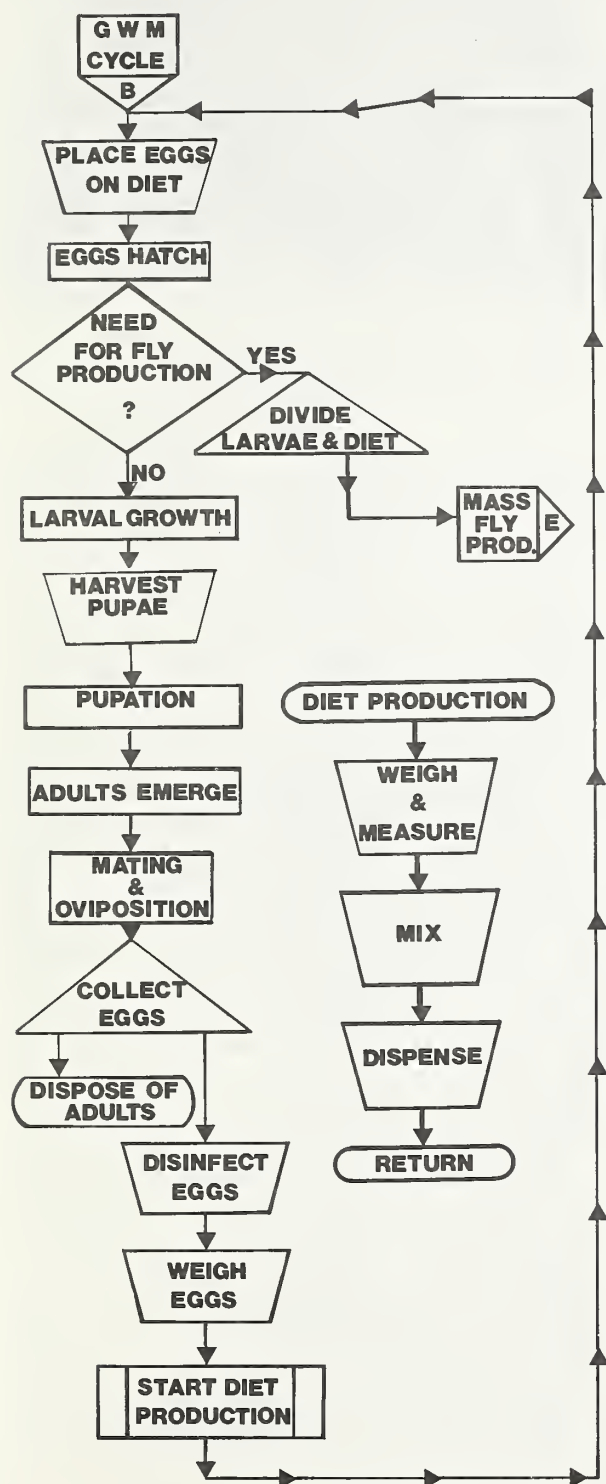 G W M
CYCLE
B
PLACE EGGS
ON DIET
EGGS HATCH
NEED
FOR FLY
PRODUCTION
?
YES
DIVIDE
LARVAE & DIET
MASS
FLY
PROD.
E
NO
LARVAL GROWTH
HARVEST
PUPAE
PUPATION
ADULTS EMERGE
MATING
&
OVIPOSITION
COLLECT
EGGS
DISPOSE OF
ADULTS
DISINFECT
EGGS
WEIGH
EGGS
START DIET
PRODUCTION
DIET PRODUCTION
WEIGH
&
MEASURE
MIX
DISPENSE
RETURN